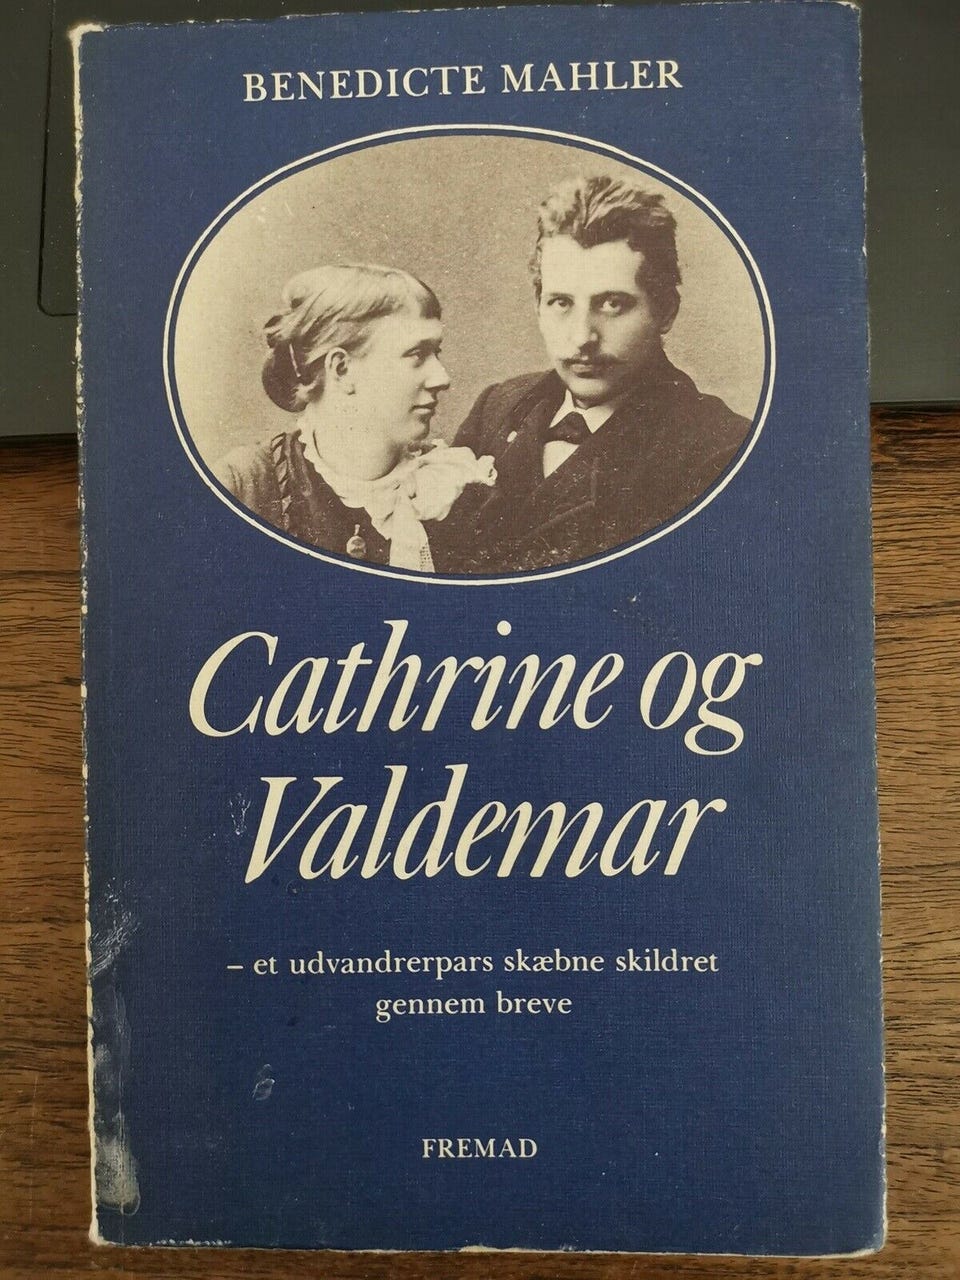 BENEDICTE MAHLER
Cathrine og
Valdemar
– et udvandrerpars skæbne skildret
gennem breve
FREMAD